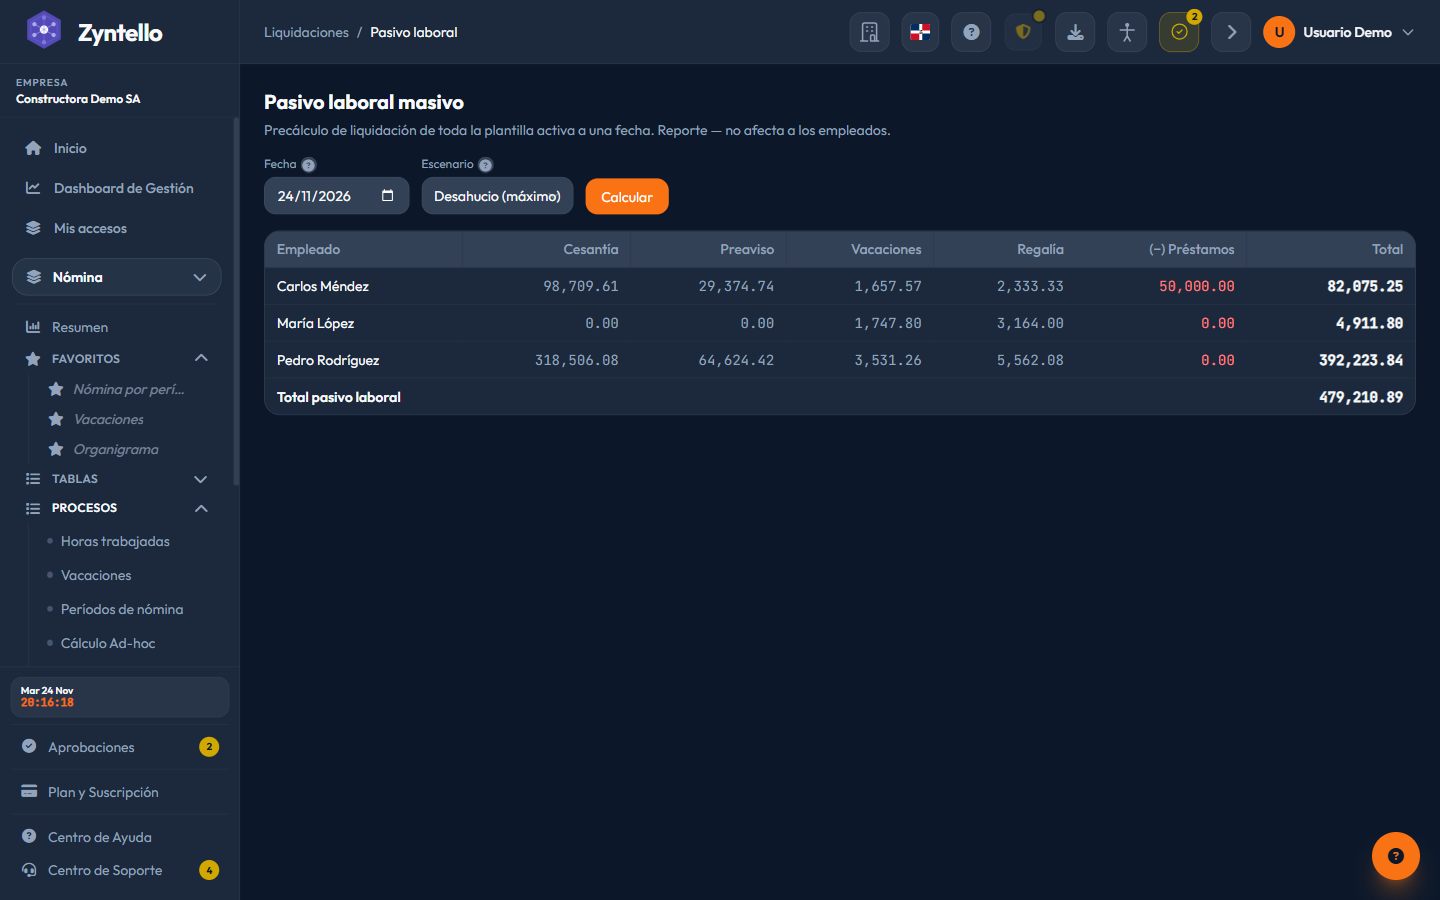 Zyntello
Liquidaciones / Pasivo laboral
2
U Usuario Demo
EMPRESA
Constructora Demo SA
Inicio
Dashboard de Gestión
Mis accesos
Nómina
Resumen
FAVORITOS
Nómina por perí...
Vacaciones
Organigrama
TABLAS
PROCESOS
Horas trabajadas
Vacaciones
Períodos de nómina
Cálculo Ad-hoc
Mar 24 Nov
20:16:18
Aprobaciones 2
Plan y Suscripción
Centro de Ayuda
Centro de Soporte 4
Pasivo laboral masivo
Precálculo de liquidación de toda la plantilla activa a una fecha. Reporte — no afecta a los empleados.
Fecha ? Escenario ?
24/11/2026 Desahucio (máximo) Calcular
Empleado Cesantía Preaviso Vacaciones Regalía (−) Préstamos Total
Carlos Méndez 98,709.61 29,374.74 1,657.57 2,333.33 50,000.00 82,075.25
María López 0.00 0.00 1,747.80 3,164.00 0.00 4,911.80
Pedro Rodríguez 318,506.08 64,624.42 3,531.26 5,562.08 0.00 392,223.84
Total pasivo laboral 479,210.89